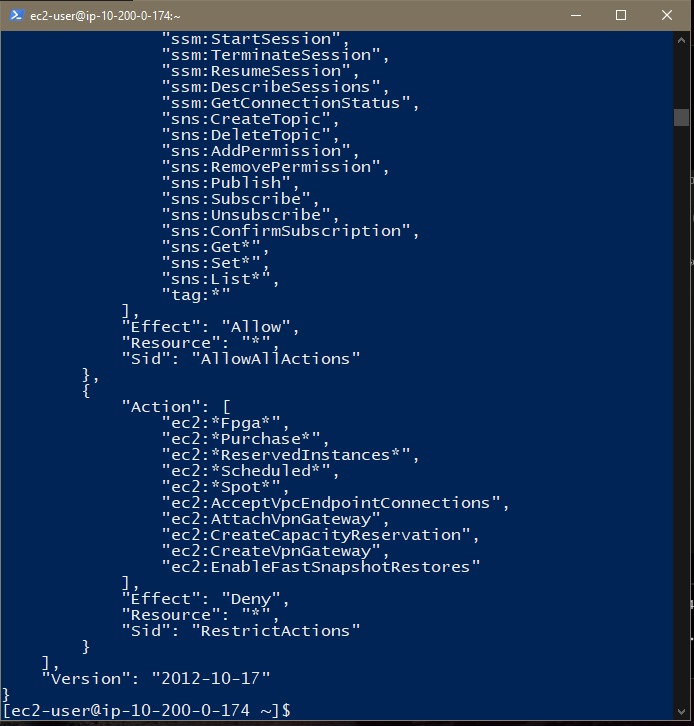 ec2-user@ip-10-200-0-174:~
"ssm:StartSession",
"ssm:TerminateSession",
"ssm:ResumeSession",
"ssm:DescribeSessions",
"ssm:GetConnectionStatus",
"sns:CreateTopic",
"sns:DeleteTopic",
"sns:AddPermission",
"sns:RemovePermission",
"sns:Publish",
"sns:Subscribe",
"sns:Unsubscribe",
"sns:ConfirmSubscription",
"sns:Get*",
"sns:Set*",
"sns:List*",
"tag:*"
],
"Effect": "Allow",
"Resource": "*",
"Sid": "AllowAllActions"
},
{
"Action": [
"ec2:*Fpga*",
"ec2:*Purchase*",
"ec2:*ReservedInstances*",
"ec2:*Scheduled*",
"ec2:*Spot*",
"ec2:AcceptVpcEndpointConnections",
"ec2:AttachVpnGateway",
"ec2:CreateCapacityReservation",
"ec2:CreateVpnGateway",
"ec2:EnableFastSnapshotRestores"
],
"Effect": "Deny",
"Resource": "*",
"Sid": "RestrictActions"
}
],
"Version": "2012-10-17"
}
[ec2-user@ip-10-200-0-174 ~]$